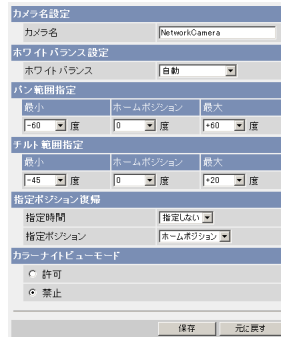 カメラ名設定
カメラ名 NetworkCamera
ホワイトバランス設定
ホワイトバランス 自動
パン範囲指定
最小 ホームポジション 最大
-60 度 0 度 +60 度
チルト範囲指定
最小 ホームポジション 最大
-45 度 0 度 +20 度
指定ポジション復帰
指定時間 指定しない
指定ポジション ホームポジション
カラーナイトビューモード
許可
禁止
保存 元に戻す